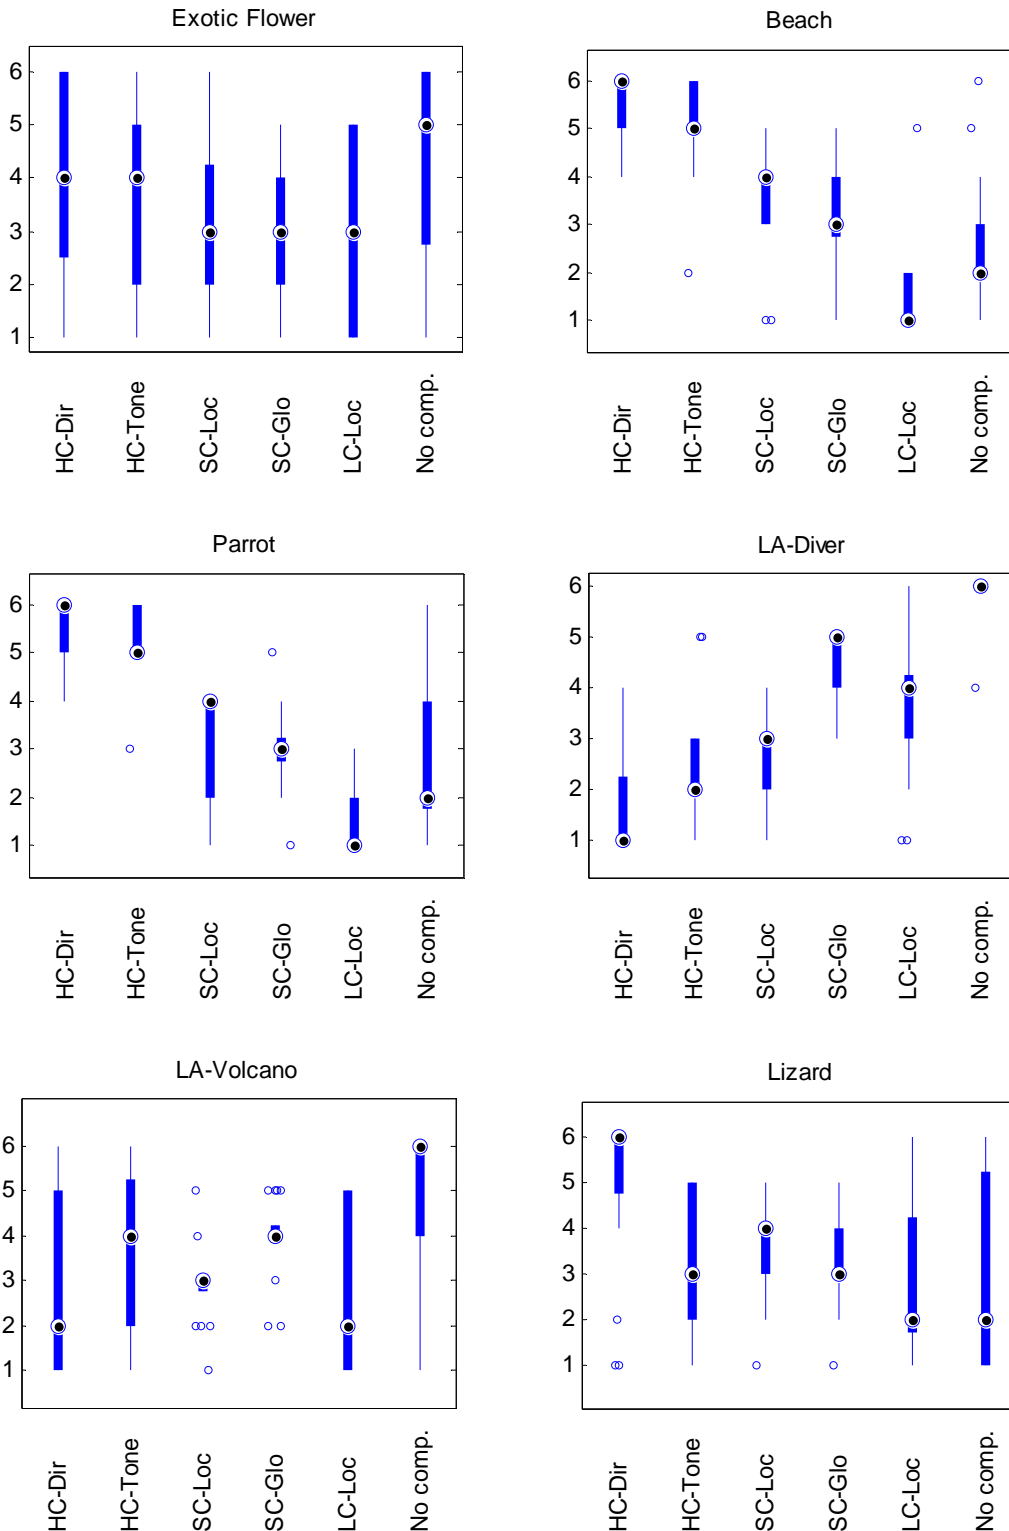 Exotic Flower
6
5
4
3
2
1
HC-Dir
HC-Tone
SC-Loc
SC-Glo
LC-Loc
No comp.
Beach
6
5
4
3
2
1
HC-Dir
HC-Tone
SC-Loc
SC-Glo
LC-Loc
No comp.
Parrot
6
5
4
3
2
1
HC-Dir
HC-Tone
SC-Loc
SC-Glo
LC-Loc
No comp.
LA-Diver
6
5
4
3
2
1
HC-Dir
HC-Tone
SC-Loc
SC-Glo
LC-Loc
No comp.
LA-Volcano
6
5
4
3
2
1
HC-Dir
HC-Tone
SC-Loc
SC-Glo
LC-Loc
No comp.
Lizard
6
5
4
3
2
1
HC-Dir
HC-Tone
SC-Loc
SC-Glo
LC-Loc
No comp.